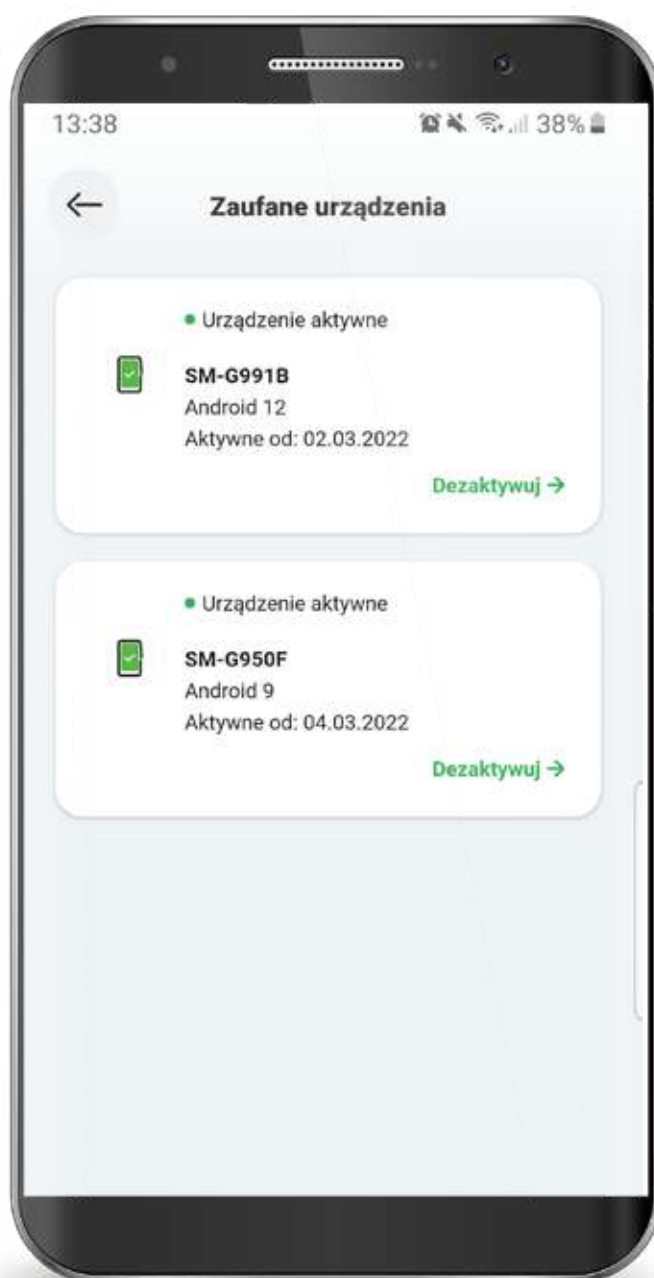 13:38
38%
Zaufane urządzenia
Urządzenie aktywne
SM-G991B
Android 12
Aktywne od: 02.03.2022
Dezaktywuj
Urządzenie aktywne
SM-G950F
Android 9
Aktywne od: 04.03.2022
Dezaktywuj